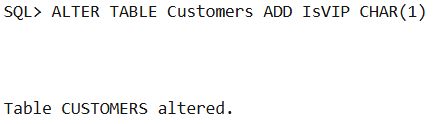 SQL> ALTER TABLE Customers ADD IsVIP CHAR(1)
Table CUSTOMERS altered.